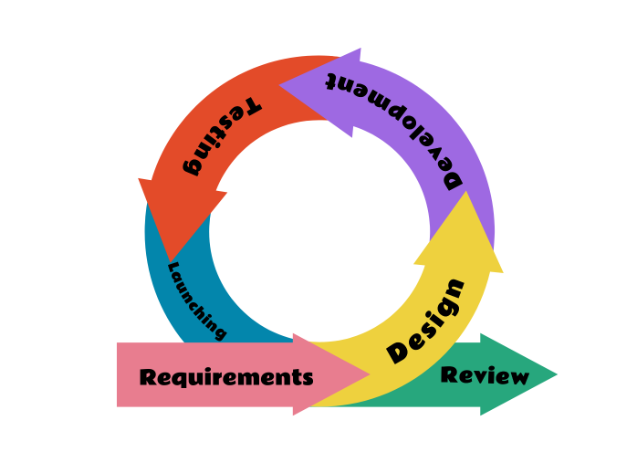 Requirements
Design
Development
Testing
Launching
Review